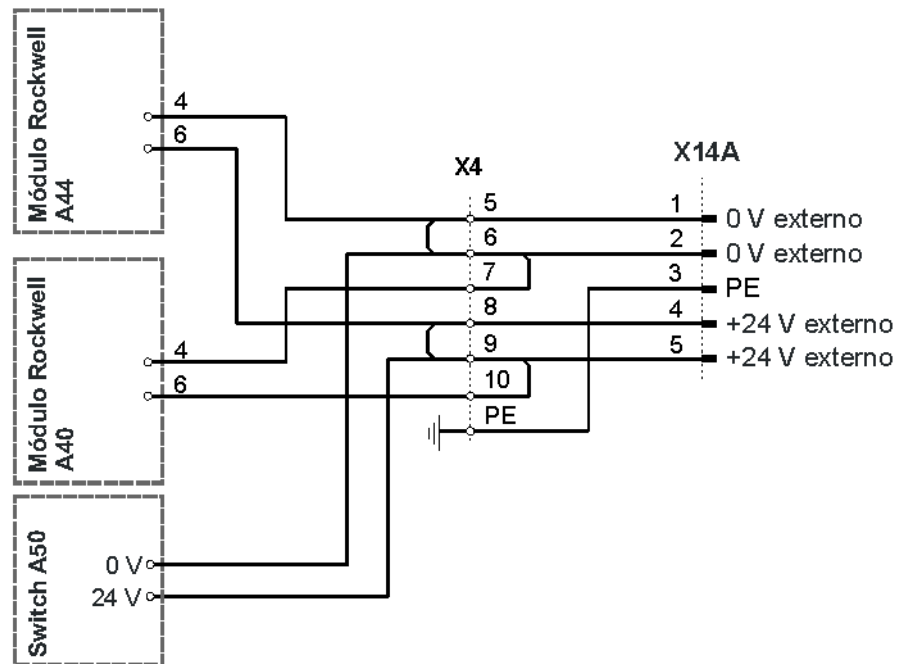 Módulo Rockwell
A44
4
6
Módulo Rockwell
A40
4
6
Switch A50
0 V
24 V
X4
5
6
7
8
9
10
PE
X14A
1 0 V externo
2 0 V externo
3 PE
4 +24 V externo
5 +24 V externo